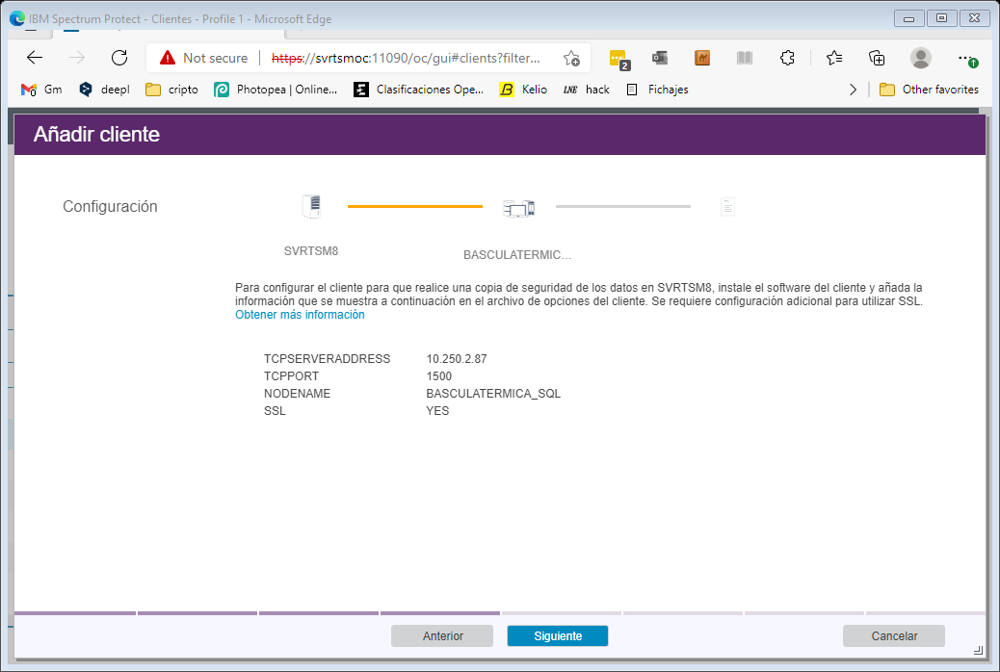 IBM Spectrum Protect - Clientes - Profile 1 - Microsoft Edge
Not secure https://svrtsmoc:11090/oc/gui#clients?filter... 2
Gm deepl cripto Photopea | Online... Clasificaciones Ope... Kelio LNE hack Fichajes Other favorites
Añadir cliente
Configuración
SVRTSM8
BASCULATERMIC...
Para configurar el cliente para que realice una copia de seguridad de los datos en SVRTSM8, instale el software del cliente y añada la
información que se muestra a continuación en el archivo de opciones del cliente. Se requiere configuración adicional para utilizar SSL.
Obtener más información
TCPSERVERADDRESS 10.250.2.87
TCPPORT 1500
NODENAME BASCULATERMICA_SQL
SSL YES
Anterior Siguiente Cancelar